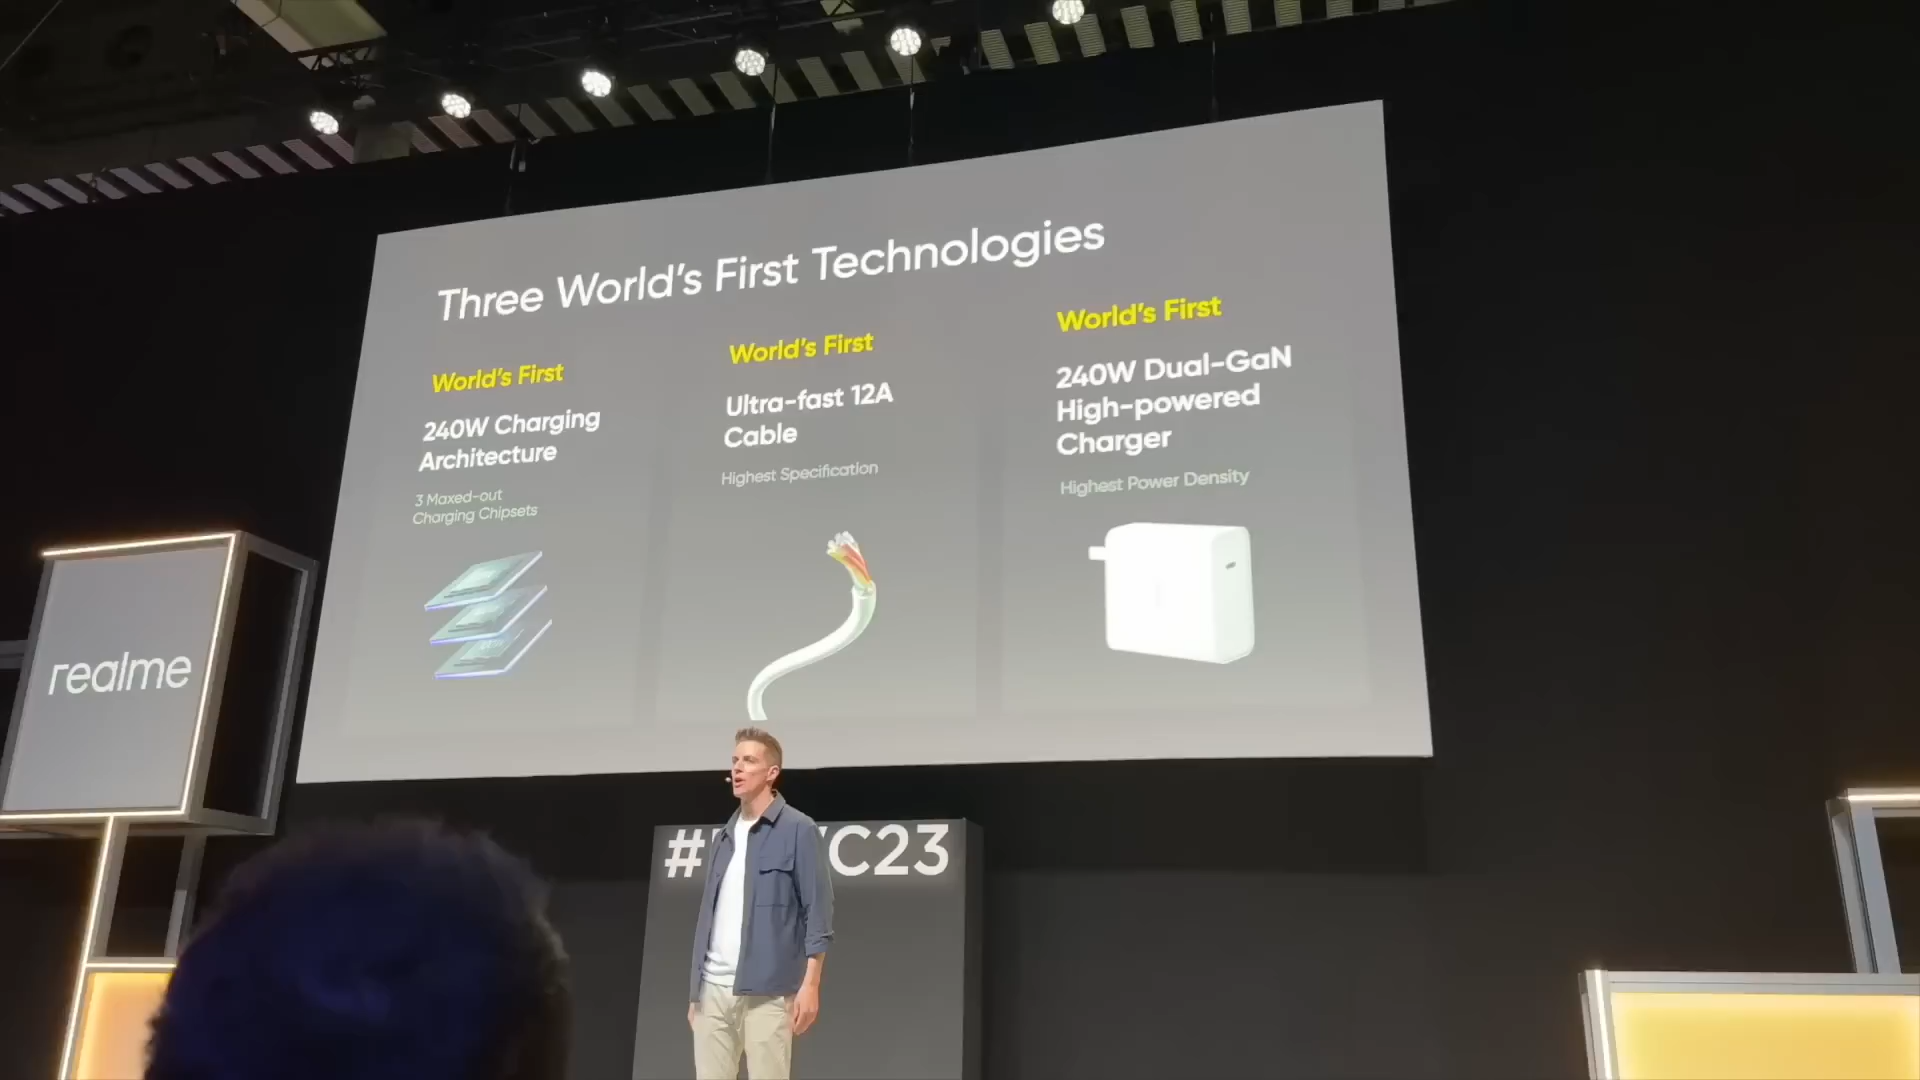 Three World's First Technologies
World's First
240W Charging
Architecture
3 Maxed-out
Charging Chipsets
World's First
Ultra-fast 12A
Cable
Highest Specification
World's First
240W Dual-GaN
High-powered
Charger
Highest Power Density
realme
# C23